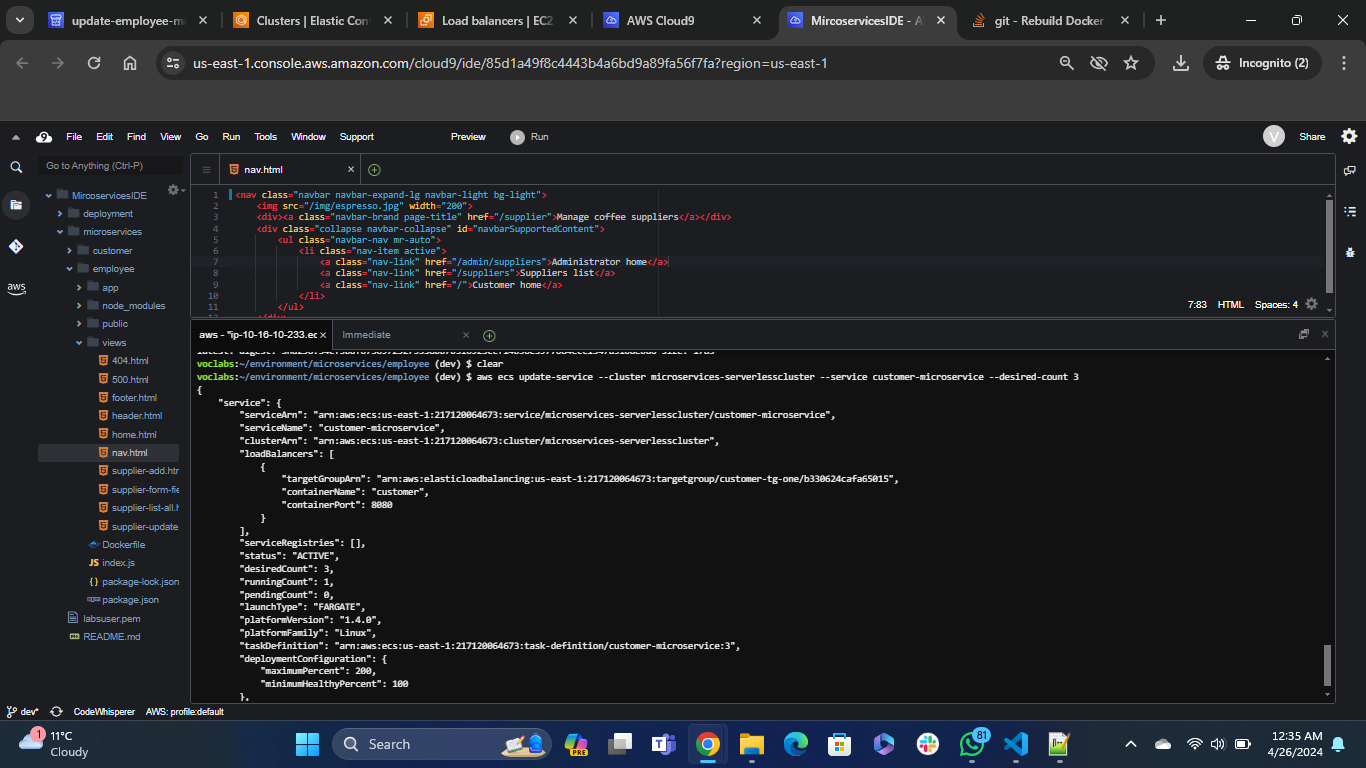 update-employee-mi
Clusters | Elastic Con
Load balancers | EC2
AWS Cloud9
MircoservicesIDE - A
git - Rebuild Docker
us-east-1.console.aws.amazon.com/cloud9/ide/85d1a49f8c4443b4a6bd9a89fa56f7fa?region=us-east-1
Incognito (2)
File Edit Find View Go Run Tools Window Support Preview Run
V Share
Go to Anything (Ctrl-P)
MircoservicesIDE
deployment
microservices
customer
employee
app
node_modules
public
views
404.html
500.html
footer.html
header.html
home.html
nav.html
supplier-add.htm
supplier-form-fie
supplier-list-all.h
supplier-update.
Dockerfile
JS index.js
package-lock.json
package.json
labsuser.pem
README.md
nav.html
1 <nav class="navbar navbar-expand-lg navbar-light bg-light">
2 <img src="/img/espresso.jpg" width="200">
3 <div><a class="navbar-brand page-title" href="/supplier">Manage coffee suppliers</a></div>
4 <div class="collapse navbar-collapse" id="navbarSupportedContent">
5 <ul class="navbar-nav mr-auto">
6 <li class="nav-item active">
7 <a class="nav-link" href="/admin/suppliers">Administrator home</a>
8 <a class="nav-link" href="/suppliers">Suppliers list</a>
9 <a class="nav-link" href="/">Customer home</a>
10 </li>
11 </ul>
7:83 HTML Spaces: 4
aws - "ip-10-16-10-233.ec
Immediate
voclabs:~/environment/microservices/employee (dev) $ clear
voclabs:~/environment/microservices/employee (dev) $ aws ecs update-service --cluster microservices-serverlesscluster --service customer-microservice --desired-count 3
{
"service": {
"serviceArn": "arn:aws:ecs:us-east-1:217120064673:service/microservices-serverlesscluster/customer-microservice",
"serviceName": "customer-microservice",
"clusterArn": "arn:aws:ecs:us-east-1:217120064673:cluster/microservices-serverlesscluster",
"loadBalancers": [
{
"targetGroupArn": "arn:aws:elasticloadbalancing:us-east-1:217120064673:targetgroup/customer-tg-one/b330624cafa65015",
"containerName": "customer",
"containerPort": 8080
}
],
"serviceRegistries": [],
"status": "ACTIVE",
"desiredCount": 3,
"runningCount": 1,
"pendingCount": 0,
"launchType": "FARGATE",
"platformVersion": "1.4.0",
"platformFamily": "Linux",
"taskDefinition": "arn:aws:ecs:us-east-1:217120064673:task-definition/customer-microservice:3",
"deploymentConfiguration": {
"maximumPercent": 200,
"minimumHealthyPercent": 100
},
aws
dev* CodeWhisperer AWS: profile:default
1
11°C
Cloudy
Search
PRE
81
12:35 AM
4/26/2024